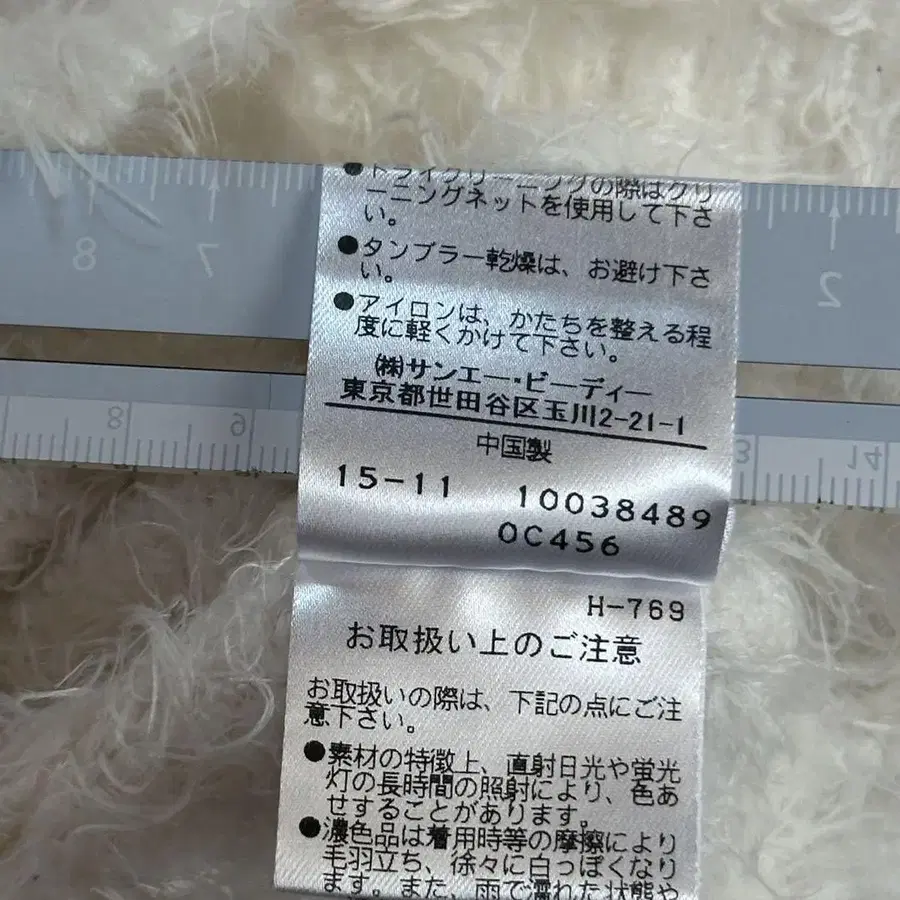 ●ドライクリーニングの際はクリ
ーニングネットを使用して下さ
い。
●タンブラー乾燥は、お避け下さ
い。
●アイロンは、かたちを整える程
度に軽くかけて下さい。
(株)サンエー・ビーディー
東京都世田谷区玉川2-21-1
中国製
15-11 10038489
0C456
H-769
お取扱い上のご注意
お取扱いの際は、下記の点にご注
意下さい。
●素材の特徴上、直射日光や蛍光
灯の長時間の照射により、色あ
せすることがあります。
●濃色品は着用時等の摩擦により
毛羽立ち、徐々に白っぽくなり
ます。また、雨で濡れた状態や
8 7 2
8 9 13 14